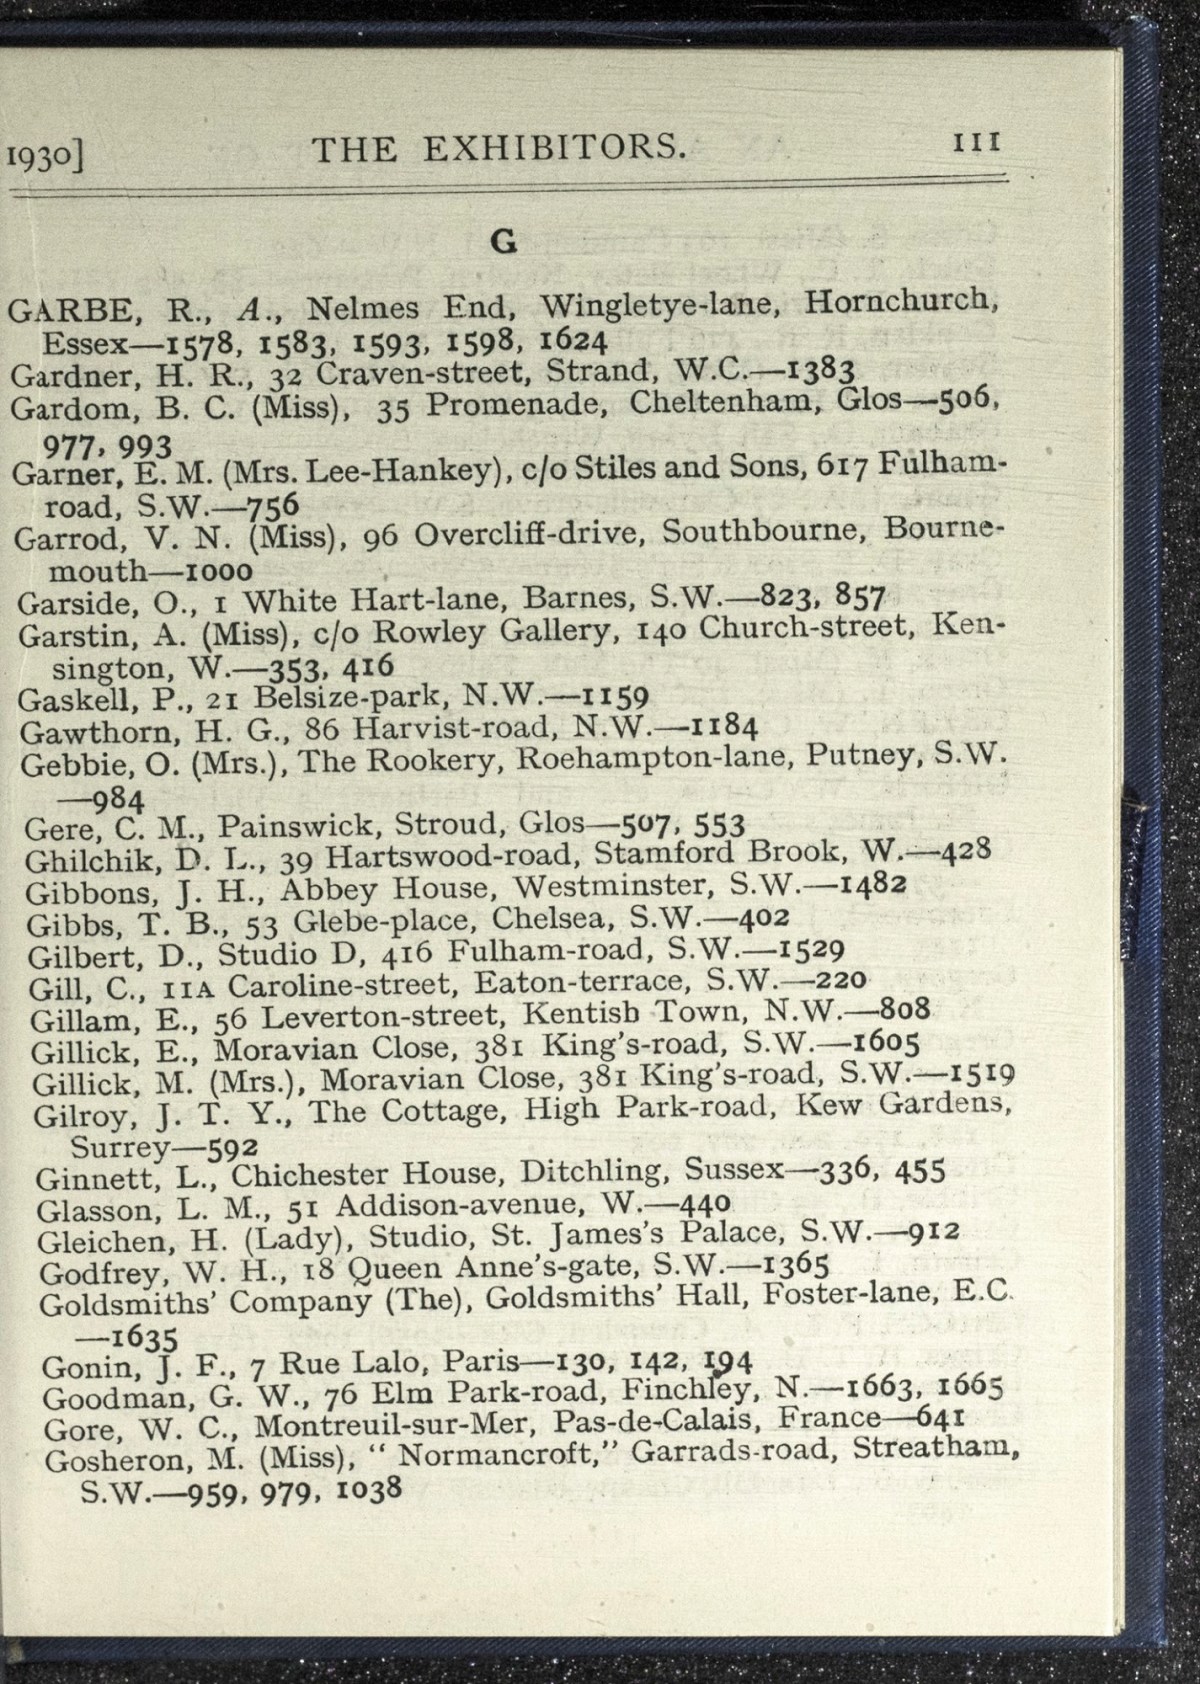 1930] THE EXHIBITORS. 111
G
GARBE, R., A., Nelmes End, Wingletye-lane, Hornchurch,
Essex—1578, 1583, 1593, 1598, 1624
Gardner, H. R., 32 Craven-street, Strand, W.C.—1383
Gardom, B. C. (Miss), 35 Promenade, Cheltenham, Glos—506,
977, 993
Garner, E. M. (Mrs. Lee-Hankey), c/o Stiles and Sons, 617 Fulham-
road, S.W.—756
Garrod, V. N. (Miss), 96 Overcliff-drive, Southbourne, Bourne-
mouth—1000
Garside, O., 1 White Hart-lane, Barnes, S.W.—823, 857
Garstin, A. (Miss), c/o Rowley Gallery, 140 Church-street, Ken-
sington, W.—353, 416
Gaskell, P., 21 Belsize-park, N.W.—1159
Gawthorn, H. G., 86 Harvist-road, N.W.—1184
Gebbie, O. (Mrs.), The Rookery, Roehampton-lane, Putney, S.W.
—984
Gere, C. M., Painswick, Stroud, Glos—507, 553
Ghilchik, D. L., 39 Hartswood-road, Stamford Brook, W.—428
Gibbons, J. H., Abbey House, Westminster, S.W.—1482
Gibbs, T. B., 53 Glebe-place, Chelsea, S.W.—402
Gilbert, D., Studio D, 416 Fulham-road, S.W.—1529
Gill, C., 11A Caroline-street, Eaton-terrace, S.W.—220
Gillam, E., 56 Leverton-street, Kentish Town, N.W.—808
Gillick, E., Moravian Close, 381 King's-road, S.W.—1605
Gillick, M. (Mrs.), Moravian Close, 381 King's-road, S.W.—1519
Gilroy, J. T. Y., The Cottage, High Park-road, Kew Gardens,
Surrey—592
Ginnett, L., Chichester House, Ditchling, Sussex—336, 455
Glasson, L. M., 51 Addison-avenue, W.—440
Gleichen, H. (Lady), Studio, St. James's Palace, S.W.—912
Godfrey, W. H., 18 Queen Anne's-gate, S.W.—1365
Goldsmiths' Company (The), Goldsmiths' Hall, Foster-lane, E.C.
—1635
Gonin, J. F., 7 Rue Lalo, Paris—130, 142, 194
Goodman, G. W., 76 Elm Park-road, Finchley, N.—1663, 1665
Gore, W. C., Montreuil-sur-Mer, Pas-de-Calais, France—641
Gosheron, M. (Miss), “ Normancroft,” Garrads-road, Streatham,
S.W.—959, 979, 1038